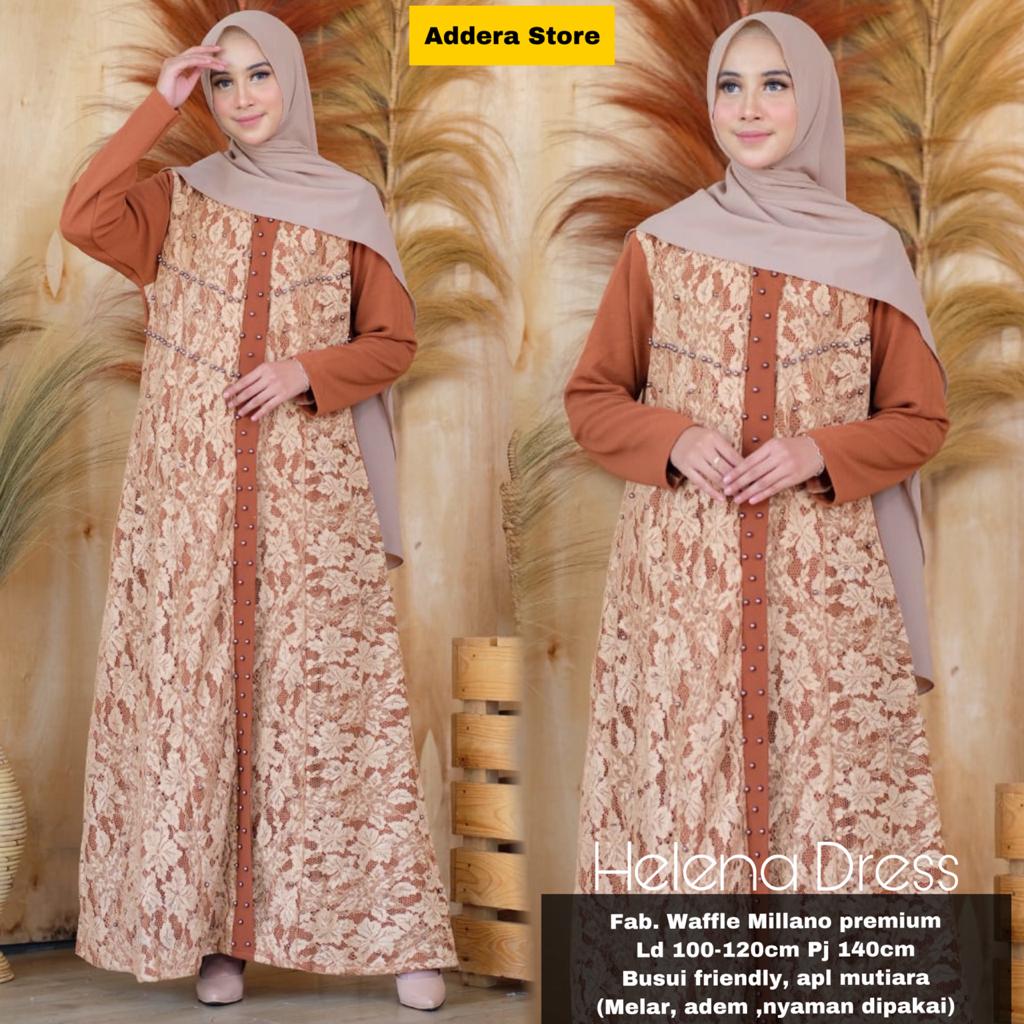 Addera Store
Helena Dress
Fab. Waffle Millano premium
Ld 100-120cm Pj 140cm
Busui friendly, apl mutiara
(Melar, adem ,nyaman dipakai)